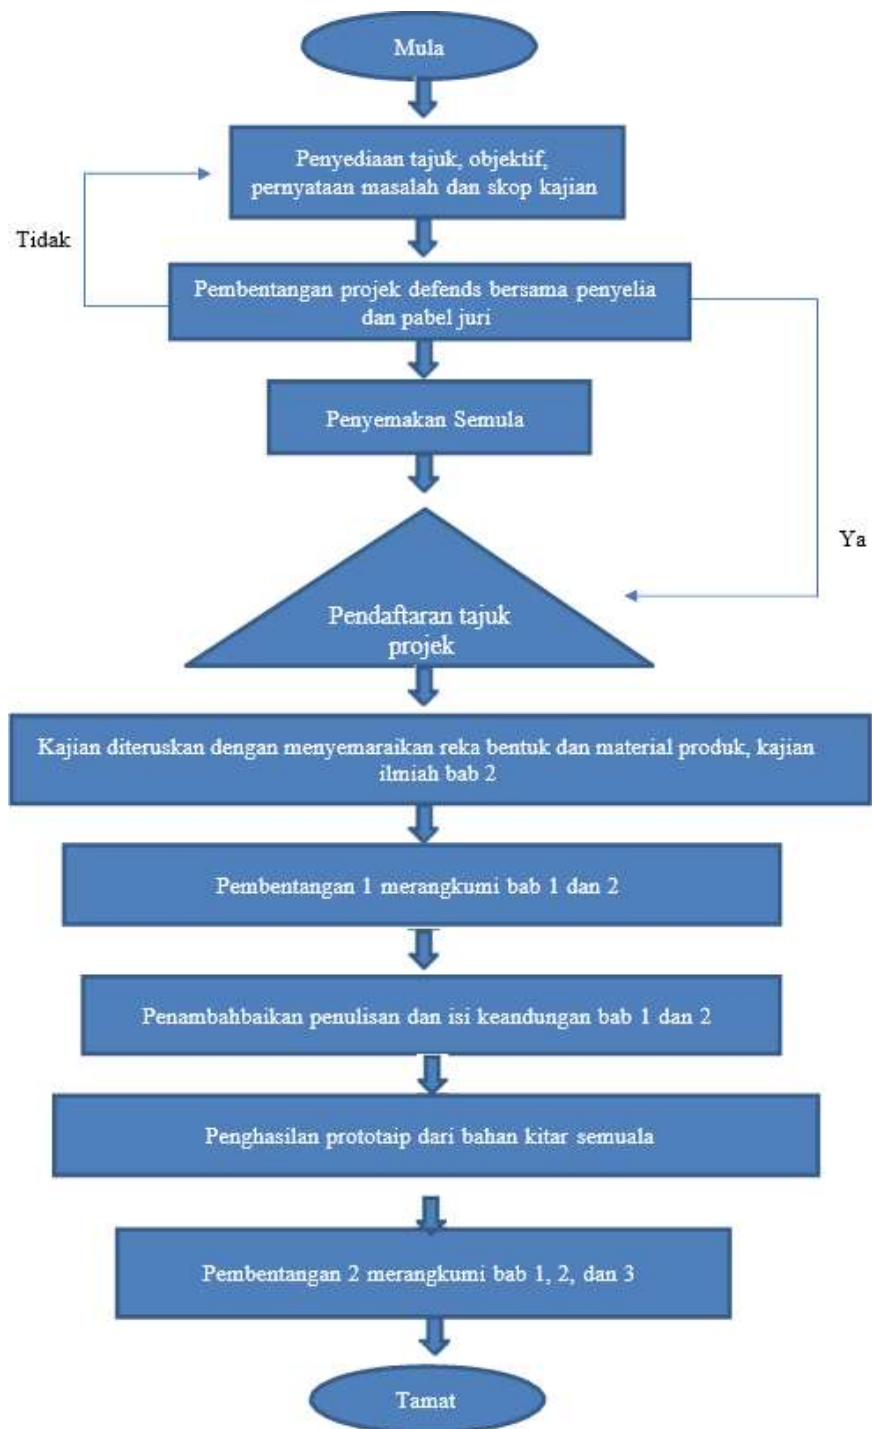 Mula
Penyediaan tajuk, objektif,
pernyataan masalah dan skop kajian
Tidak
Pembentangan projek defends bersama penyelia
dan pabel juri
Penyemakan Semula
Ya
Pendaftaran tajuk
projek
Kajian diteruskan dengan menyemaraikan reka bentuk dan material produk, kajian
ilmiah bab 2
Pembentangan 1 merangkumi bab 1 dan 2
Penambahbaikan penulisan dan isi keandungan bab 1 dan 2
Penghasilan prototaip dari bahan kitar semuala
Pembentangan 2 merangkumi bab 1, 2, dan 3
Tamat